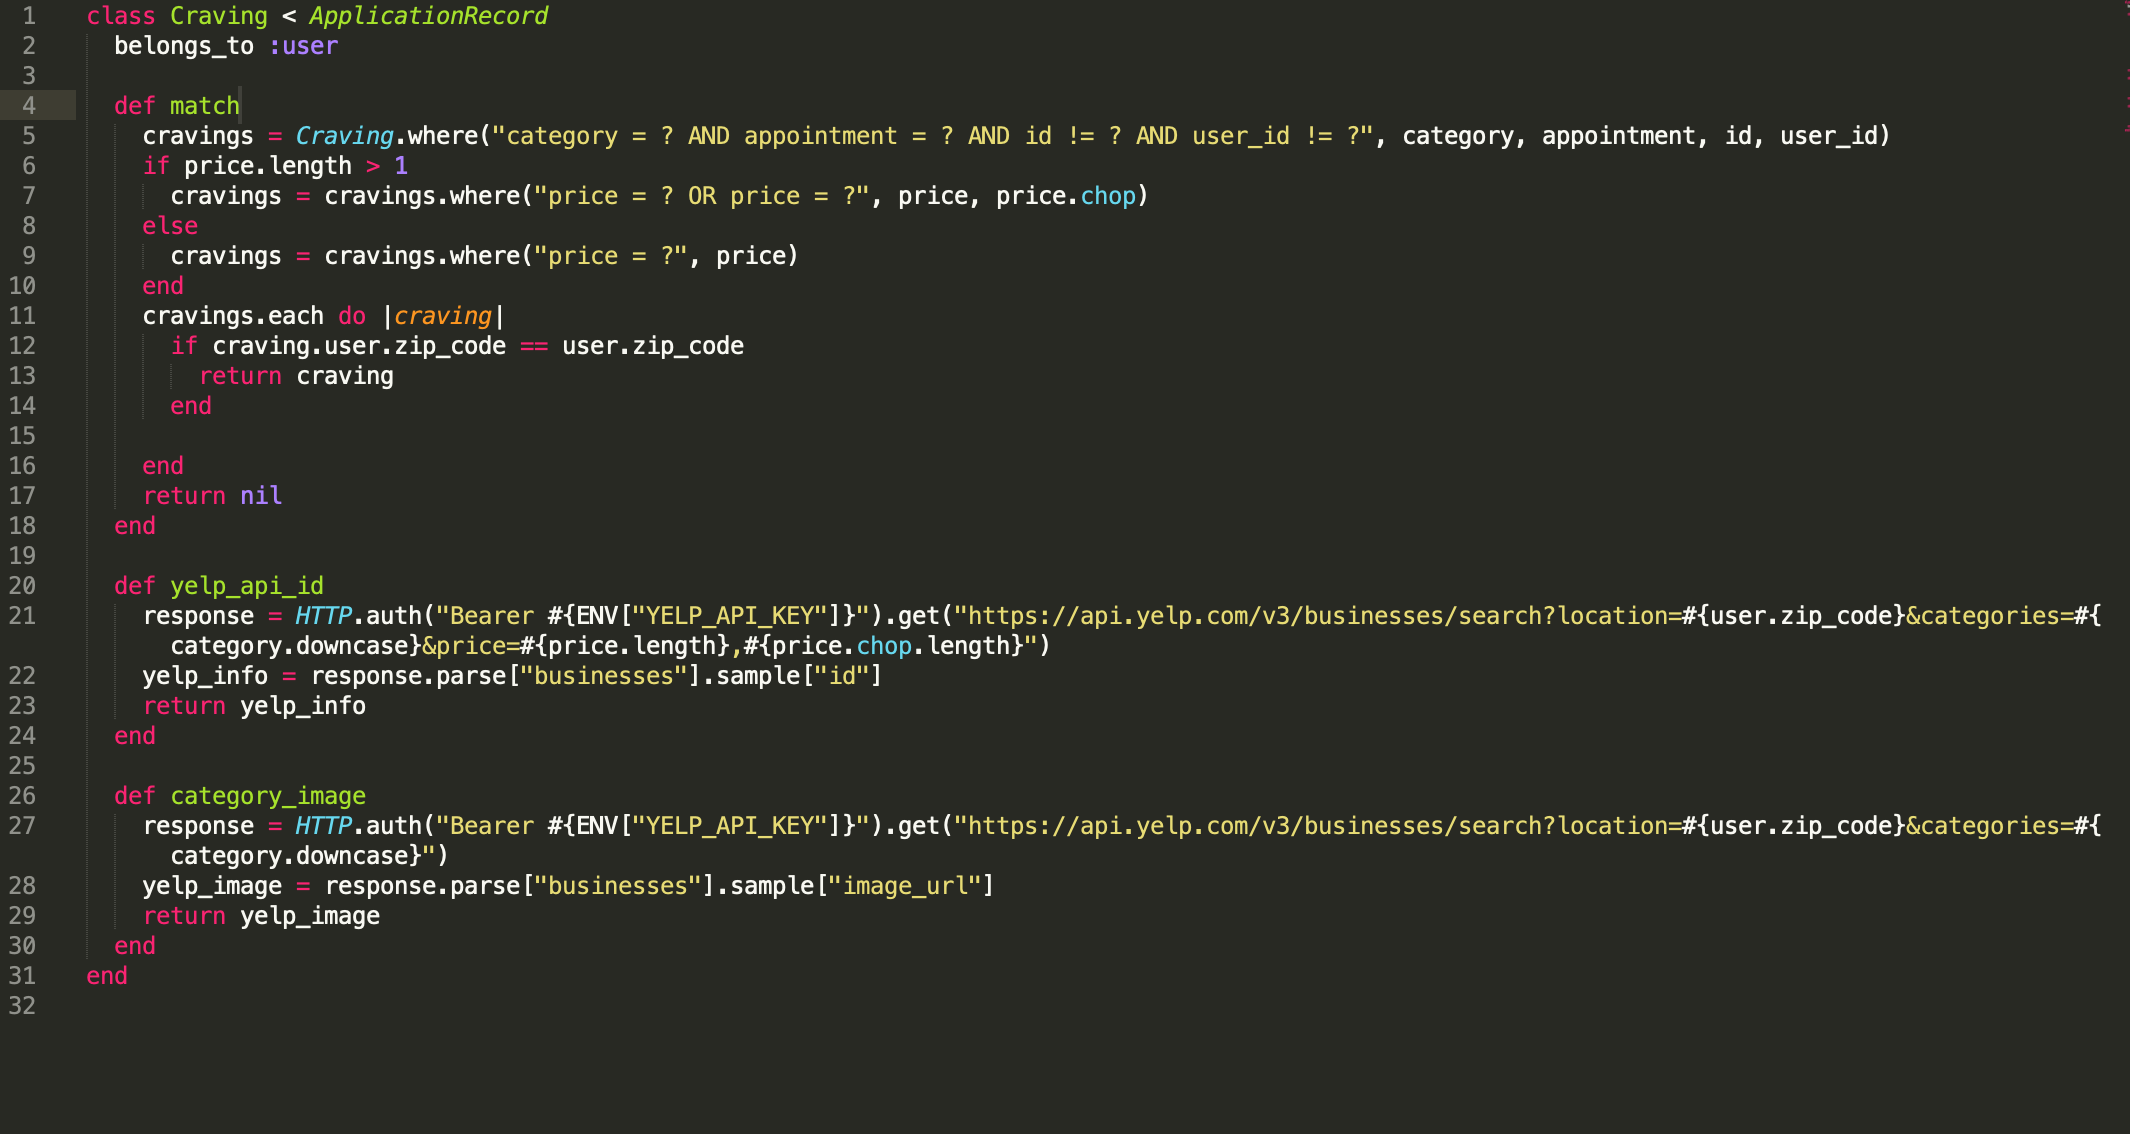 1 class Craving < ApplicationRecord
2   belongs_to :user
3
4   def match
5     cravings = Craving.where("category = ? AND appointment = ? AND id != ? AND user_id != ?", category, appointment, id, user_id)
6     if price.length > 1
7       cravings = cravings.where("price = ? OR price = ?", price, price.chop)
8     else
9       cravings = cravings.where("price = ?", price)
10     end
11     cravings.each do |craving|
12       if craving.user.zip_code == user.zip_code
13         return craving
14       end
15
16     end
17     return nil
18   end
19
20   def yelp_api_id
21     response = HTTP.auth("Bearer #{ENV["YELP_API_KEY"]}").get("https://api.yelp.com/v3/businesses/search?location=#{user.zip_code}&categories=#{
      category.downcase}&price=#{price.length},#{price.chop.length}")
22     yelp_info = response.parse["businesses"].sample["id"]
23     return yelp_info
24   end
25
26   def category_image
27     response = HTTP.auth("Bearer #{ENV["YELP_API_KEY"]}").get("https://api.yelp.com/v3/businesses/search?location=#{user.zip_code}&categories=#{
      category.downcase}")
28     yelp_image = response.parse["businesses"].sample["image_url"]
29     return yelp_image
30   end
31 end
32